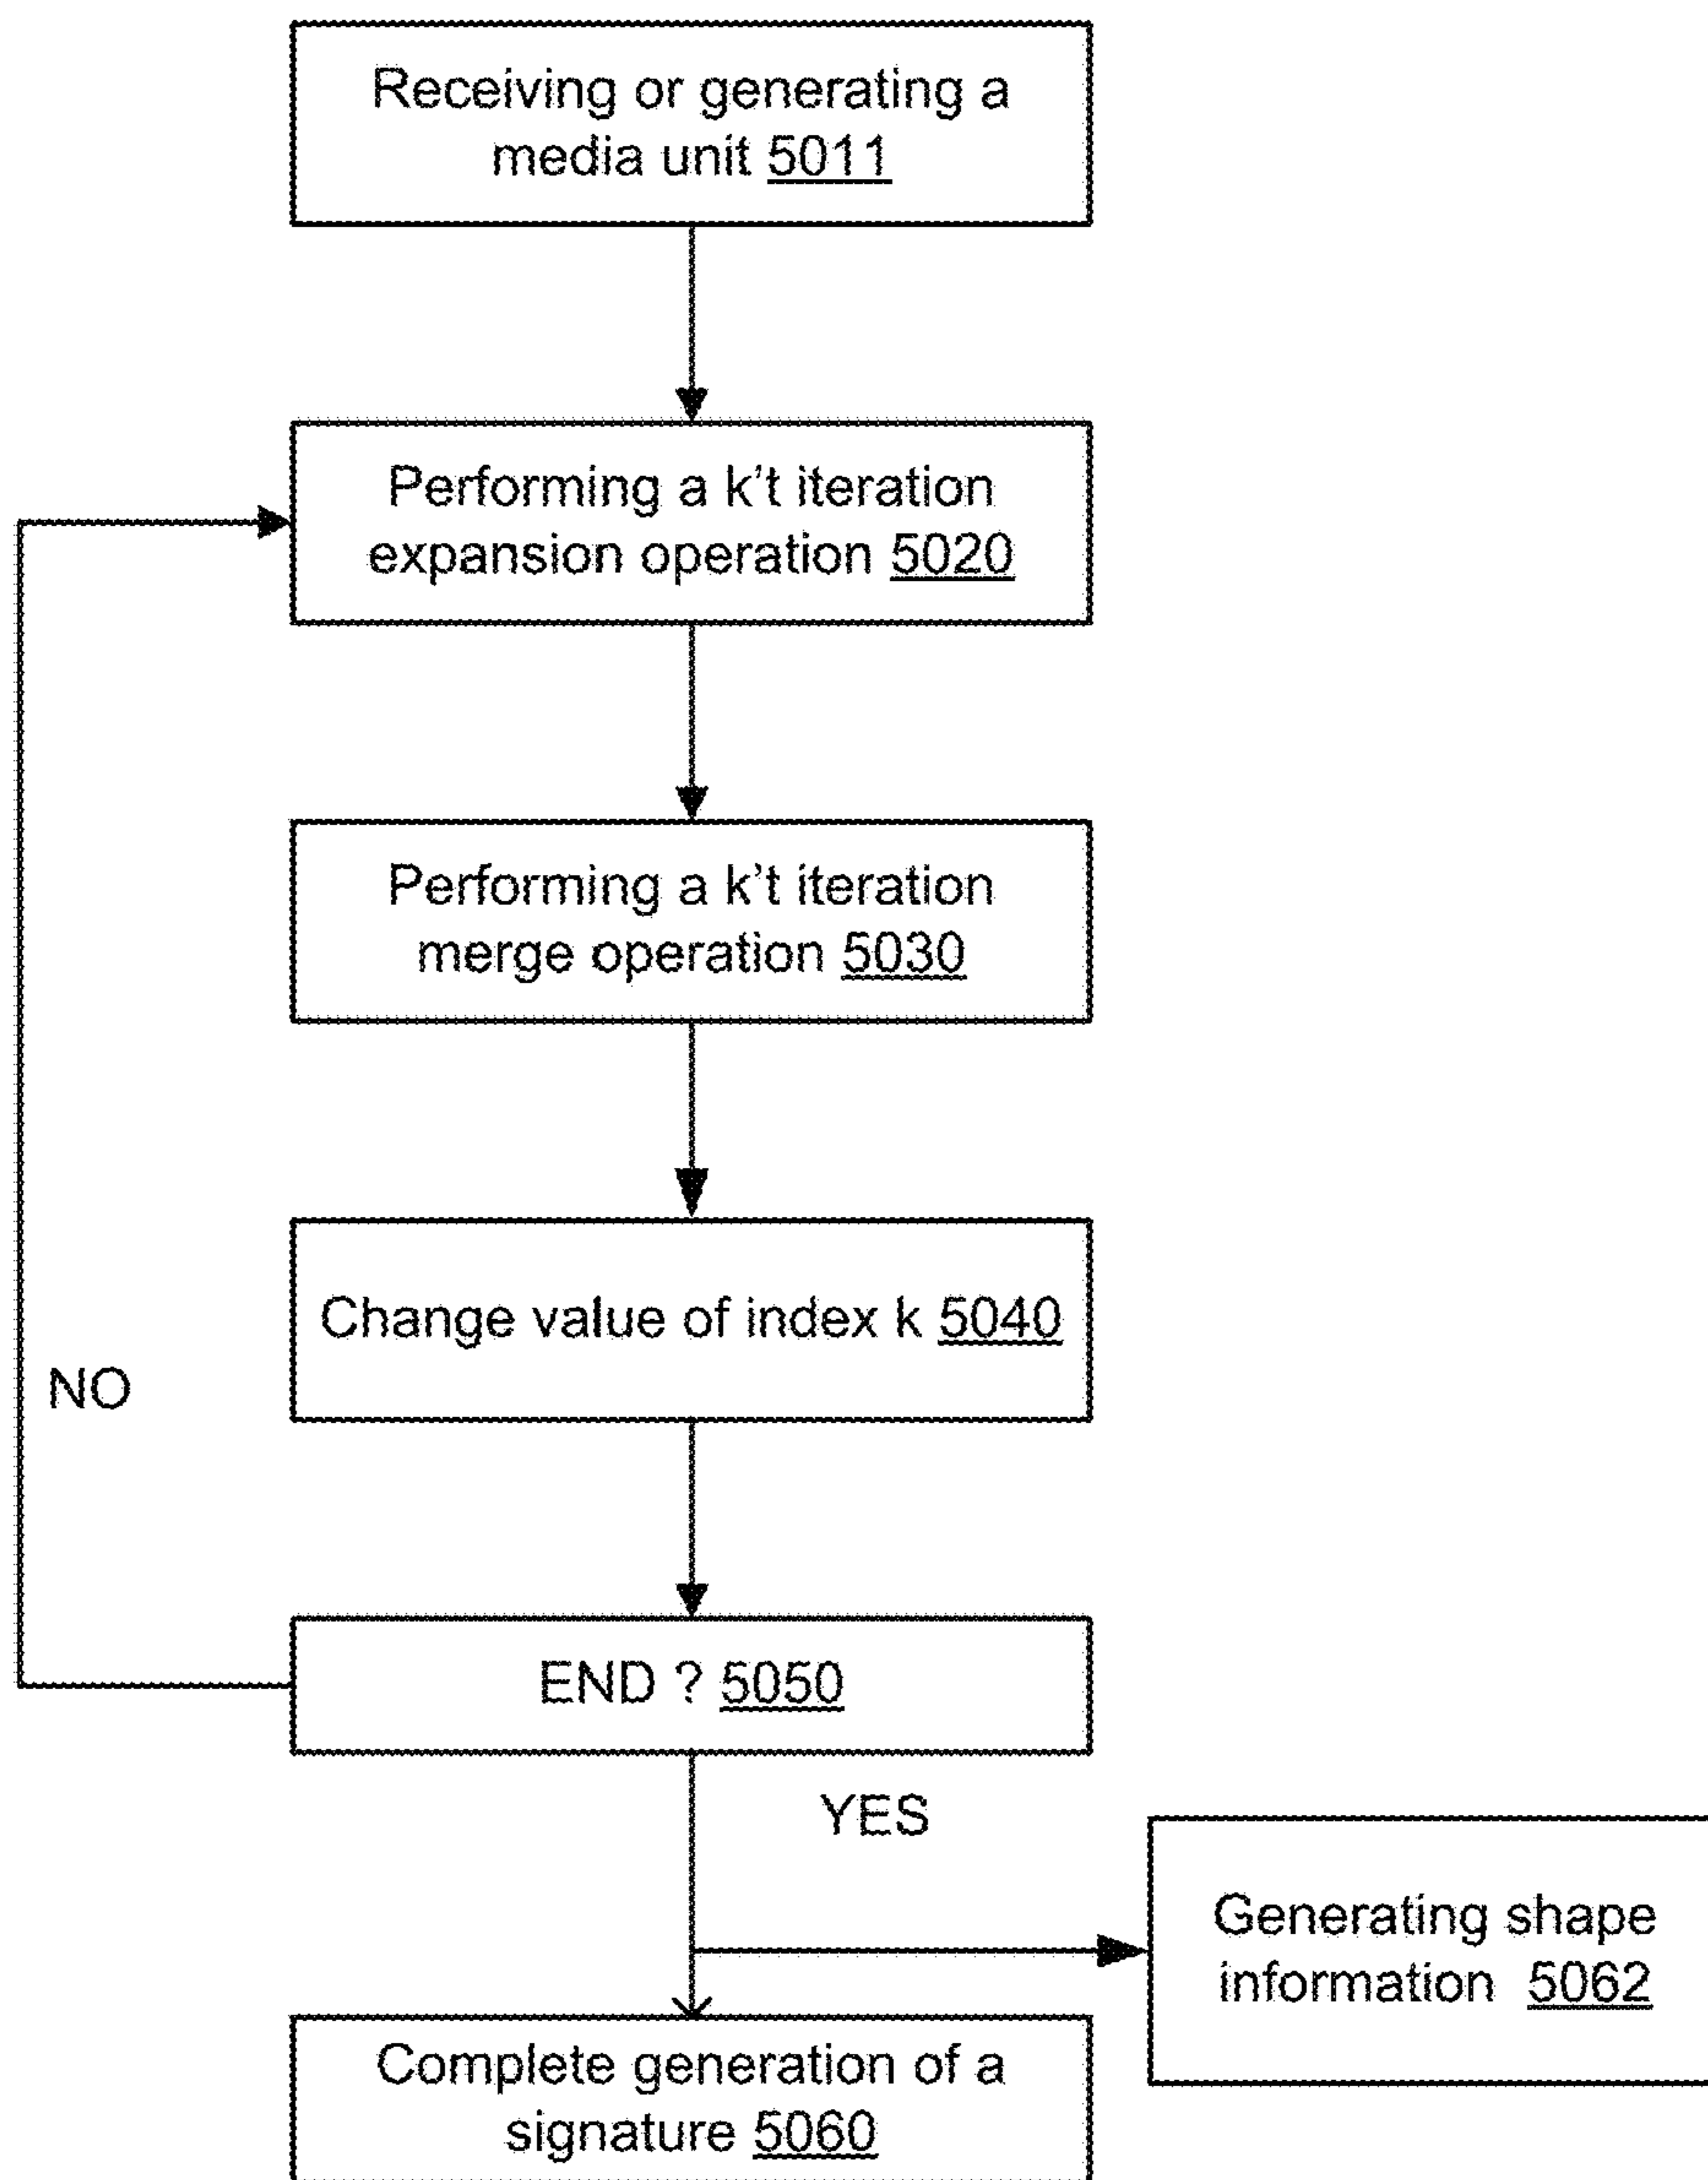 Receiving or generating a
media unit 5011
Performing a k't iteration
expansion operation 5020
Performing a k't iteration
merge operation 5030
Change value of index k 5040
NO
END ? 5050
YES
Generating shape
information 5062
Complete generation of a
signature 5060